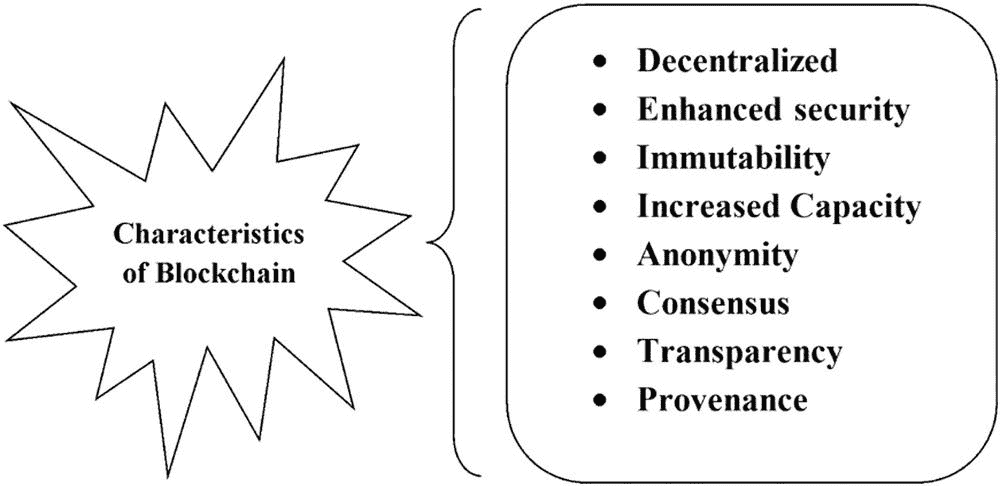 Characteristics
of Blockchain
• Decentralized
• Enhanced security
• Immutability
• Increased Capacity
• Anonymity
• Consensus
• Transparency
• Provenance